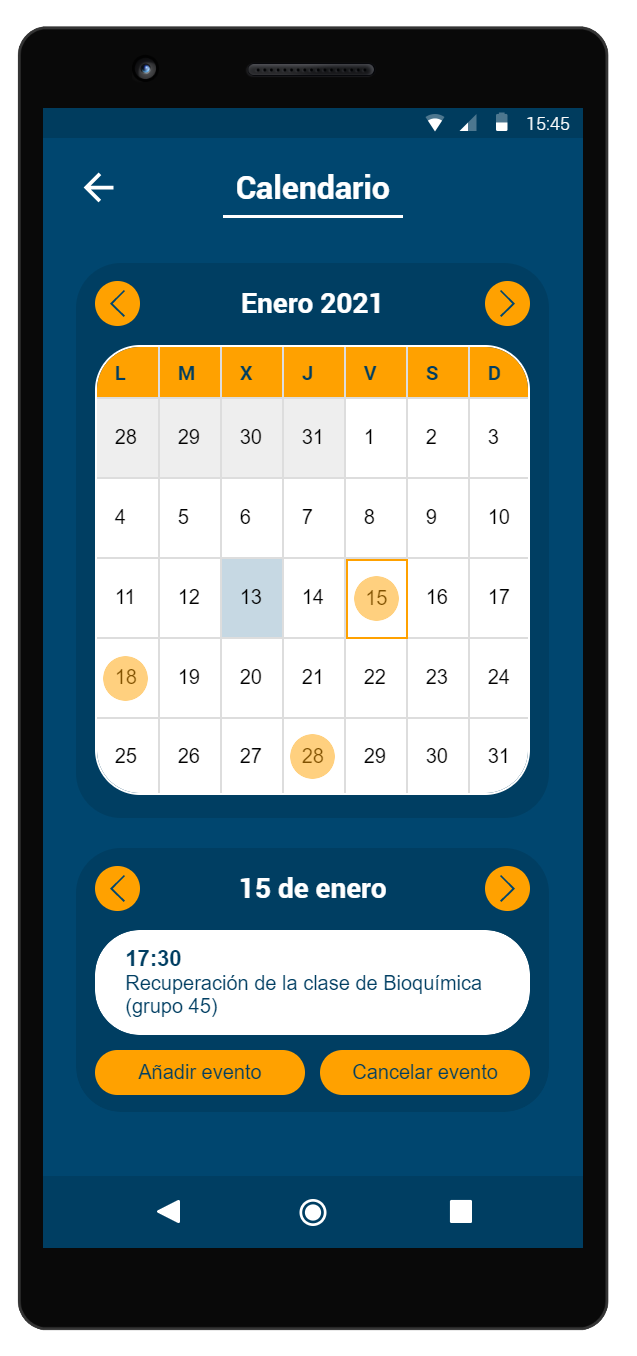 15:45
Calendario
Enero 2021
L M X J V S D
28 29 30 31 1 2 3
4 5 6 7 8 9 10
11 12 13 14 15 16 17
18 19 20 21 22 23 24
25 26 27 28 29 30 31
15 de enero
17:30
Recuperación de la clase de Bioquímica
(grupo 45)
Añadir evento Cancelar evento